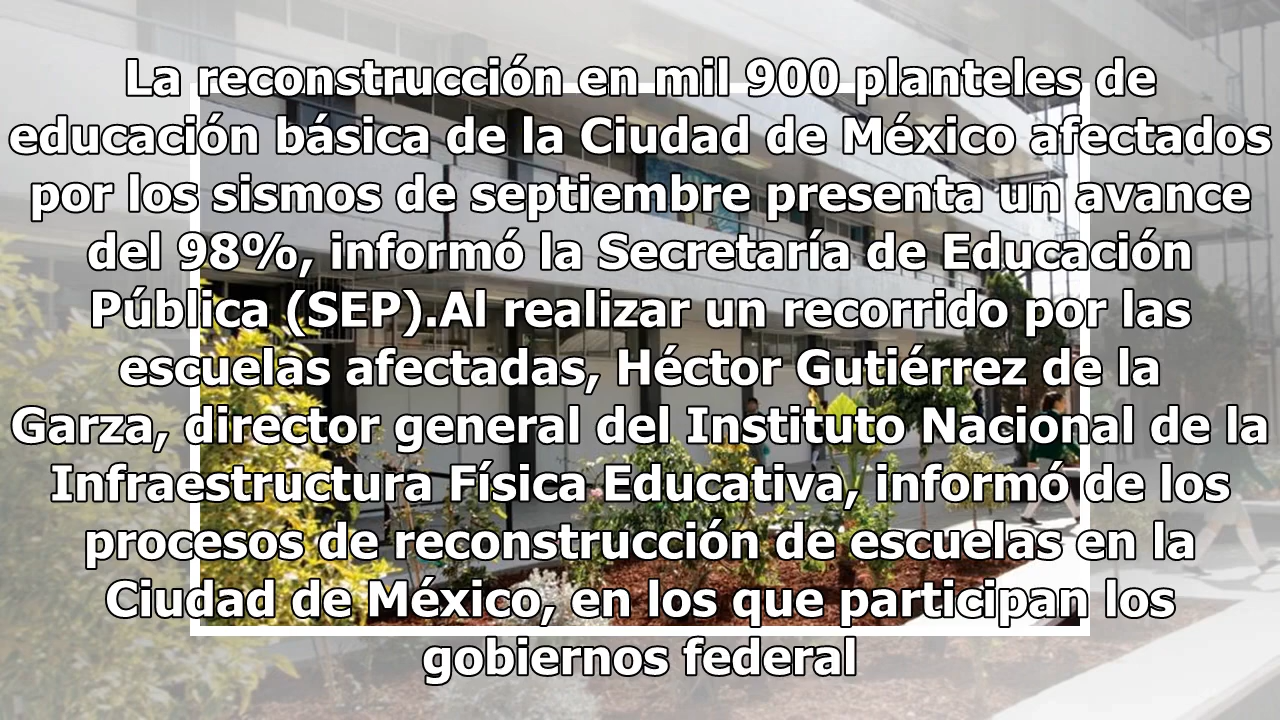 La reconstrucción en mil 900 planteles de
educación básica de la Ciudad de México afectados
por los sismos de septiembre presenta un avance
del 98%, informó la Secretaría de Educación
Pública (SEP).Al realizar un recorrido por las
escuelas afectadas, Héctor Gutiérrez de la
Garza, director general del Instituto Nacional de la
Infraestructura Física Educativa, informó de los
procesos de reconstrucción de escuelas en la
Ciudad de México, en los que participan los
gobiernos federal